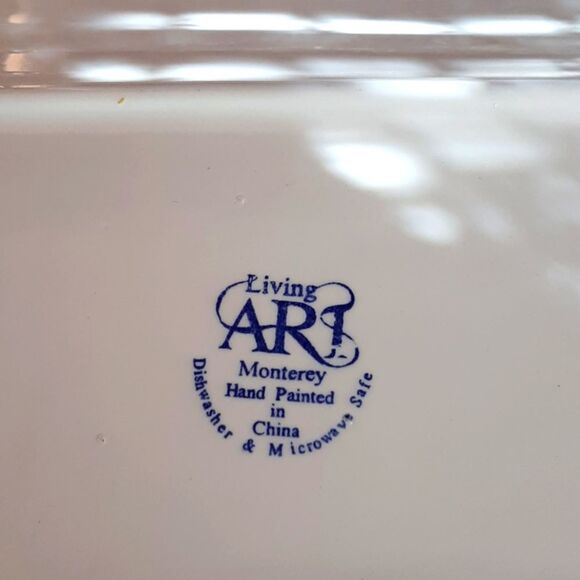 Living
ART
Monterey
Hand Painted
in
China
Dishwasher & Microwave Safe